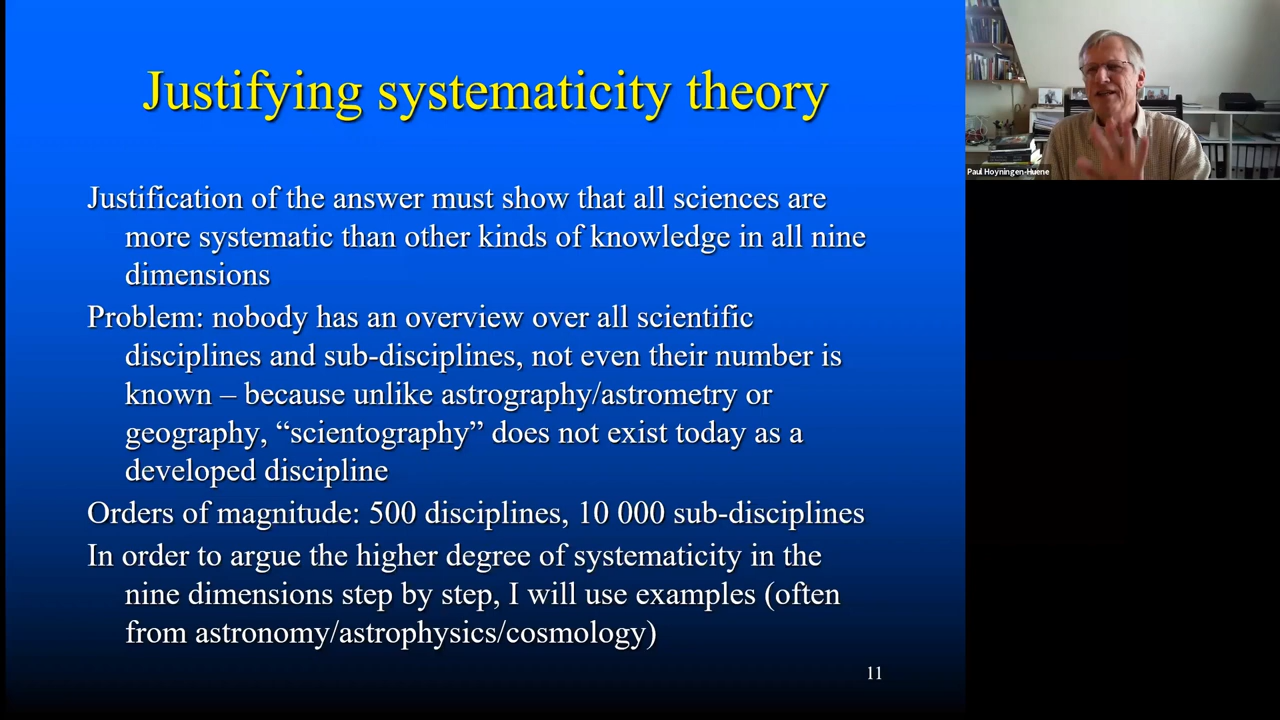 Justifying systematicity theory
Justification of the answer must show that all sciences are
more systematic than other kinds of knowledge in all nine
dimensions
Problem: nobody has an overview over all scientific
disciplines and sub-disciplines, not even their number is
known – because unlike astrography/astrometry or
geography, “scientography” does not exist today as a
developed discipline
Orders of magnitude: 500 disciplines, 10 000 sub-disciplines
In order to argue the higher degree of systematicity in the
nine dimensions step by step, I will use examples (often
from astronomy/astrophysics/cosmology)
11
Paul Hoyningen-Huene